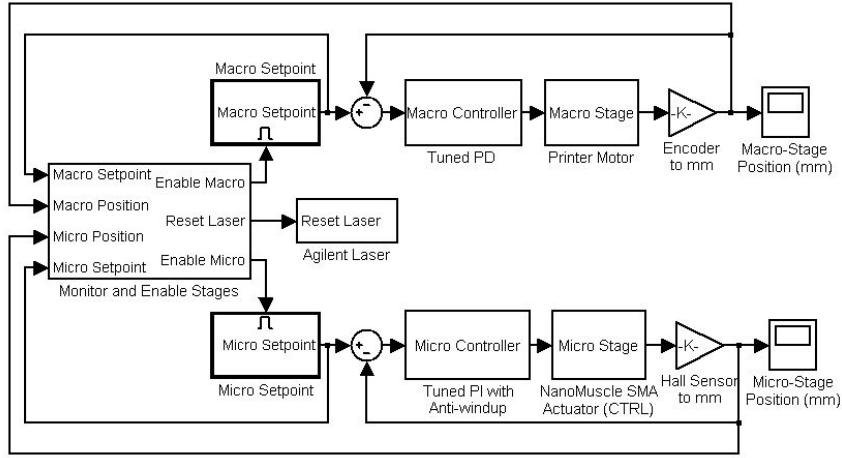 Macro Setpoint
Macro Setpoint
Macro Controller
Macro Stage
-K-
Tuned PD
Printer Motor
Encoder
to mm
Macro-Stage
Position (mm)
Macro Setpoint
Macro Position
Micro Position
Micro Setpoint
Enable Macro
Reset Laser
Enable Micro
Monitor and Enable Stages
Reset Laser
Agilent Laser
Micro Setpoint
Micro Setpoint
Micro Controller
Micro Stage
-K-
Tuned PI with
Anti-windup
NanoMuscle SMA
Actuator (CTRL)
Hall Sensor
to mm
Micro-Stage
Position (mm)